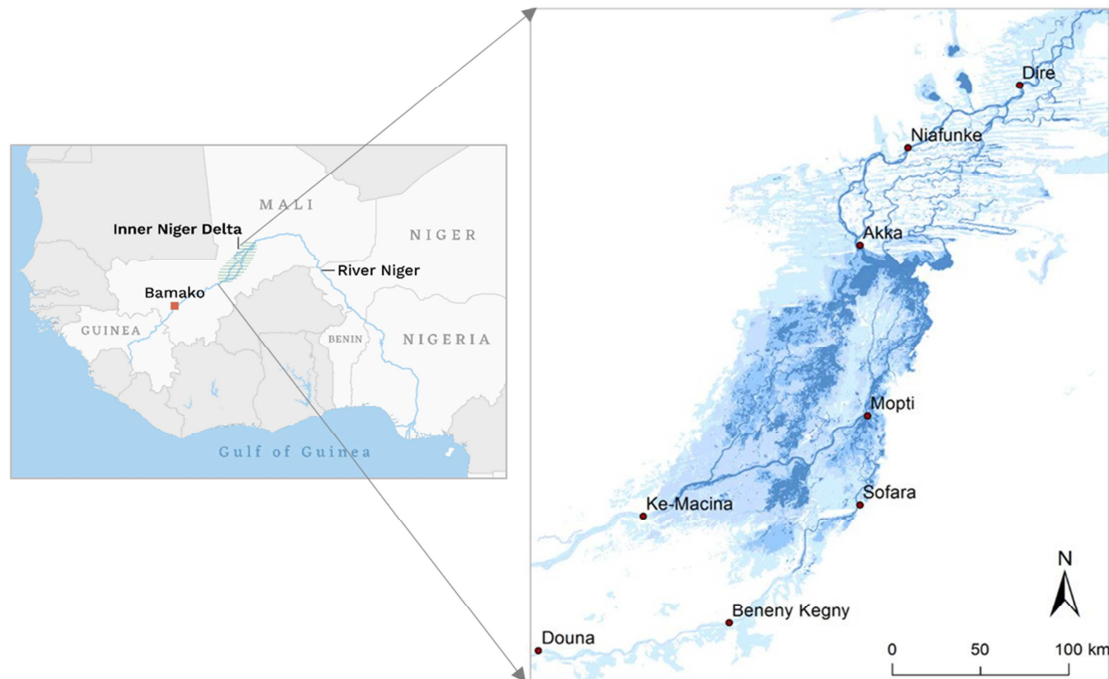 MALI
Inner Niger Delta
NIGER
River Niger
Bamako
GUINEA
BENIN
NIGERIA
Gulf of Guinea
Dire
Niafunke
Akka
Mopti
Sofara
Ke-Macina
N
Beneny Kegny
Douna
0 50 100 km